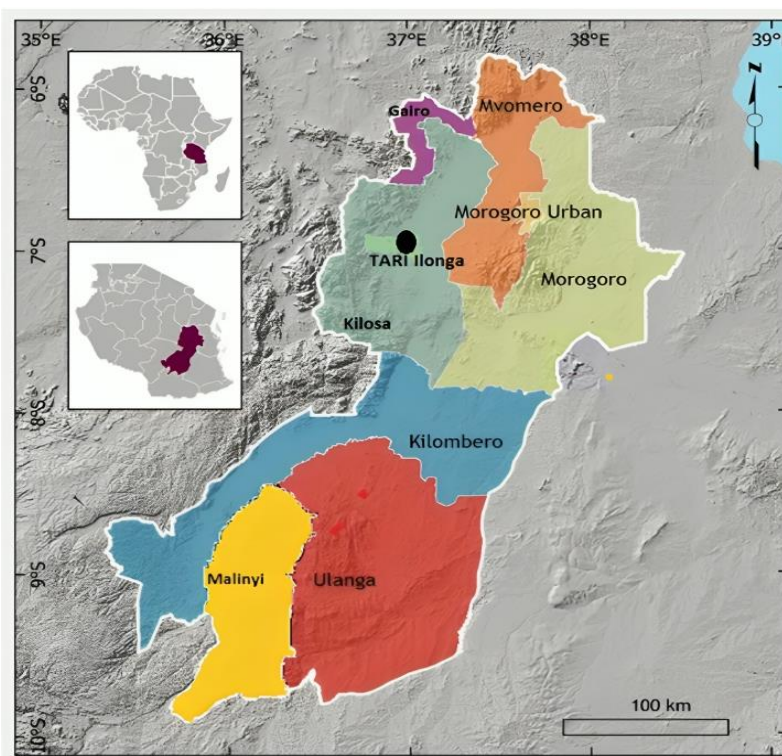 35°E
36°E
37°E
38°E
39°
6°S
N
Gairo
Mvomero
Morogoro Urban
7°S
TARI Ilonga
Morogoro
Kilosa
8°S
Kilombero
9°S
Malinyi
Ulanga
100 km
10°S